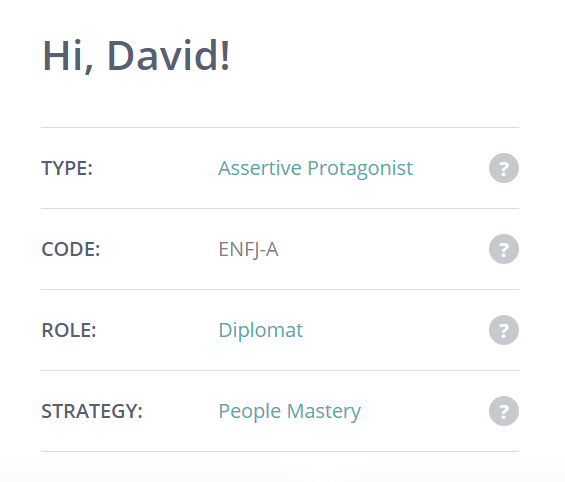 Hi, David!
TYPE: Assertive Protagonist ?
CODE: ENFJ-A ?
ROLE: Diplomat ?
STRATEGY: People Mastery ?